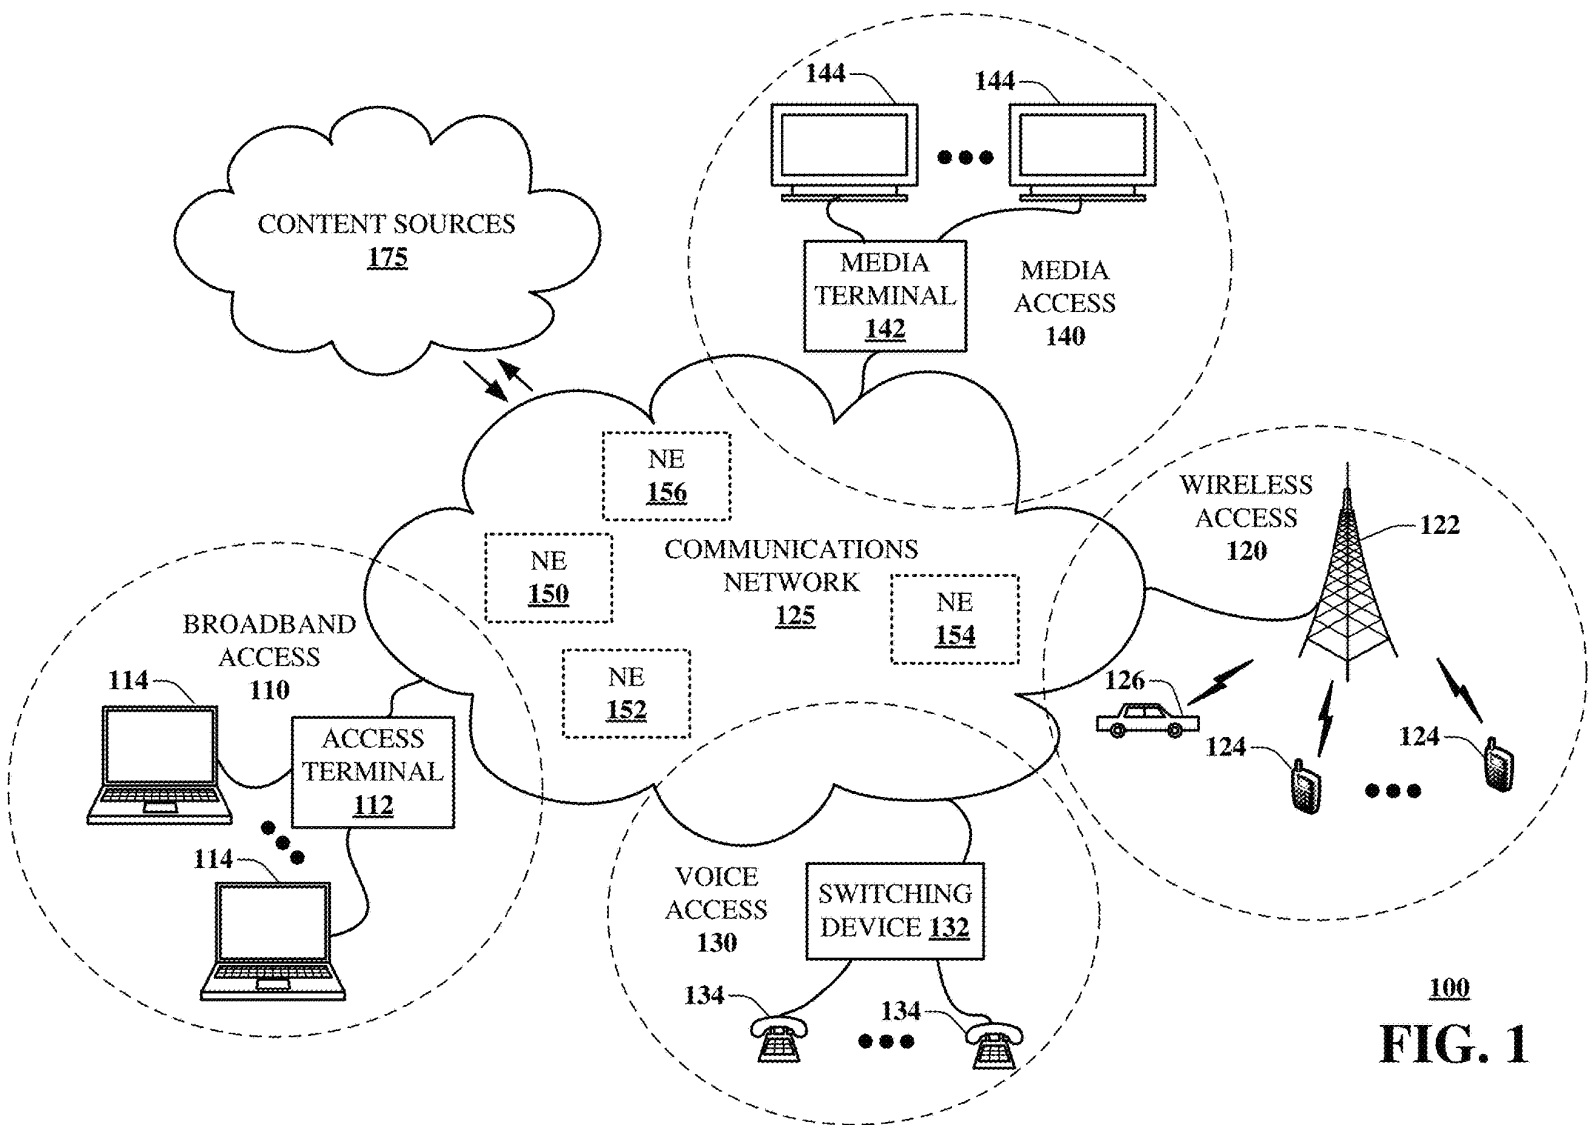 144
144
CONTENT SOURCES
175
MEDIA
TERMINAL
142
MEDIA
ACCESS
140
NE
156
WIRELESS
ACCESS
120
122
NE
150
COMMUNICATIONS
NETWORK
125
NE
154
BROADBAND
ACCESS
110
114
ACCESS
TERMINAL
112
NE
152
126
124
124
114
VOICE
ACCESS
130
SWITCHING
DEVICE 132
134
134
100
FIG. 1